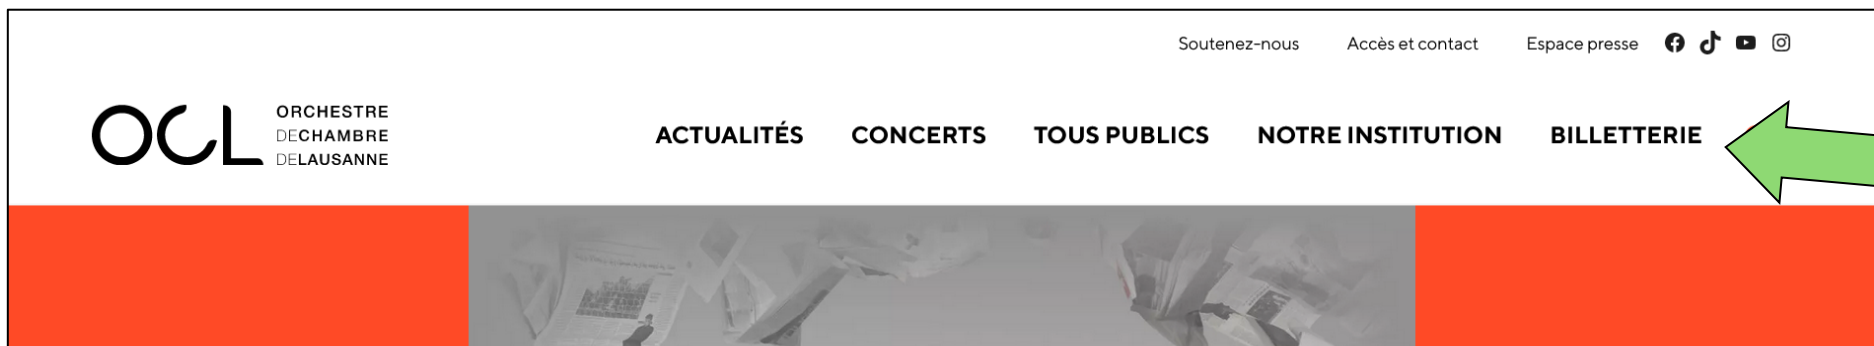 Soutenez-nous Accès et contact Espace presse
OCL
ORCHESTRE
DECHAMBRE
DELAUSANNE
ACTUALITÉS CONCERTS TOUS PUBLICS NOTRE INSTITUTION BILLETTERIE